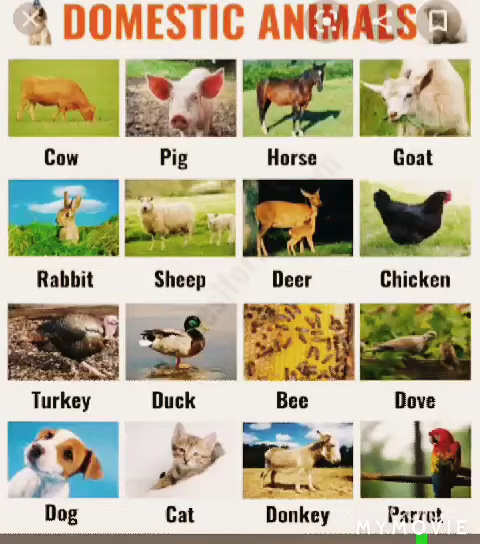 DOMESTIC ANIMALS
Cow Pig Horse Goat
Rabbit Sheep Deer Chicken
Turkey Duck Bee Dove
Dog Cat Donkey Parrot
MYMOVIE